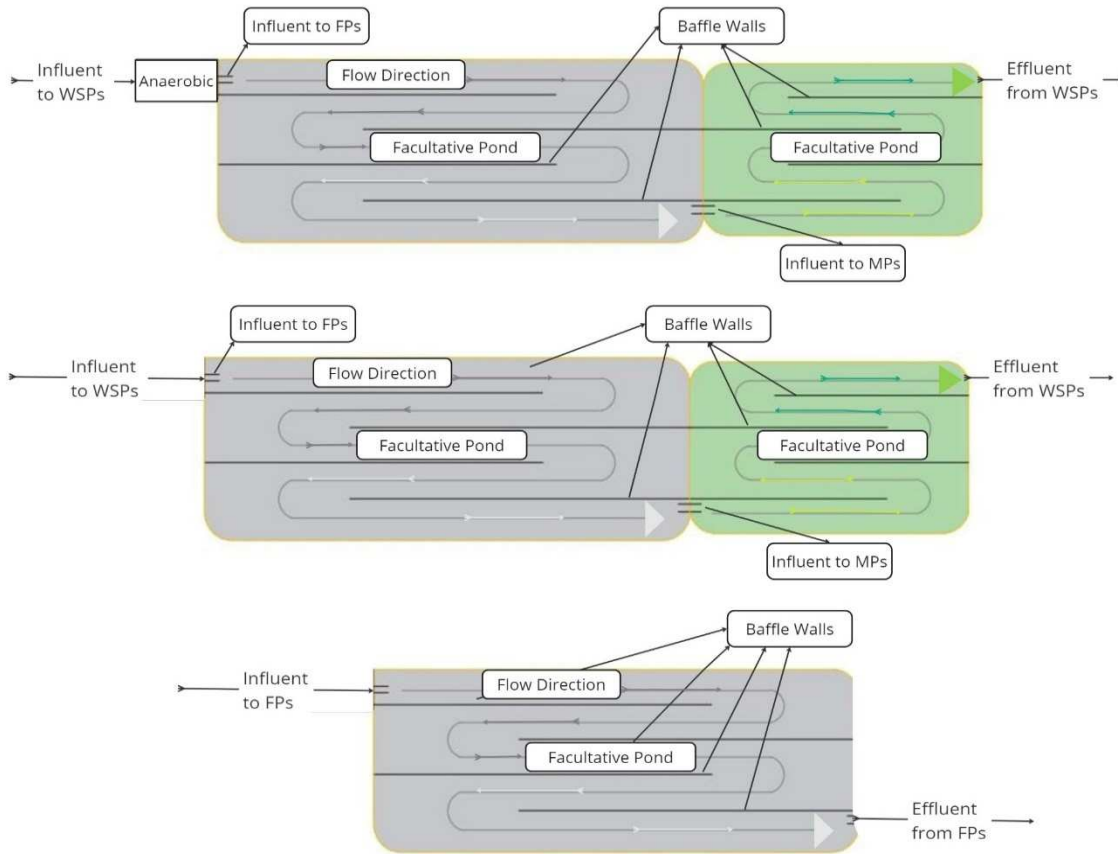 Influent to FPs
Baffle Walls
Influent
to WSPs
Anaerobic
Flow Direction
Effluent
from WSPs
Facultative Pond
Facultative Pond
Influent to MPs
Influent to FPs
Baffle Walls
Influent
to WSPs
Flow Direction
Effluent
from WSPs
Facultative Pond
Facultative Pond
Influent to MPs
Baffle Walls
Influent
to FPs
Flow Direction
Facultative Pond
Effluent
from FPs